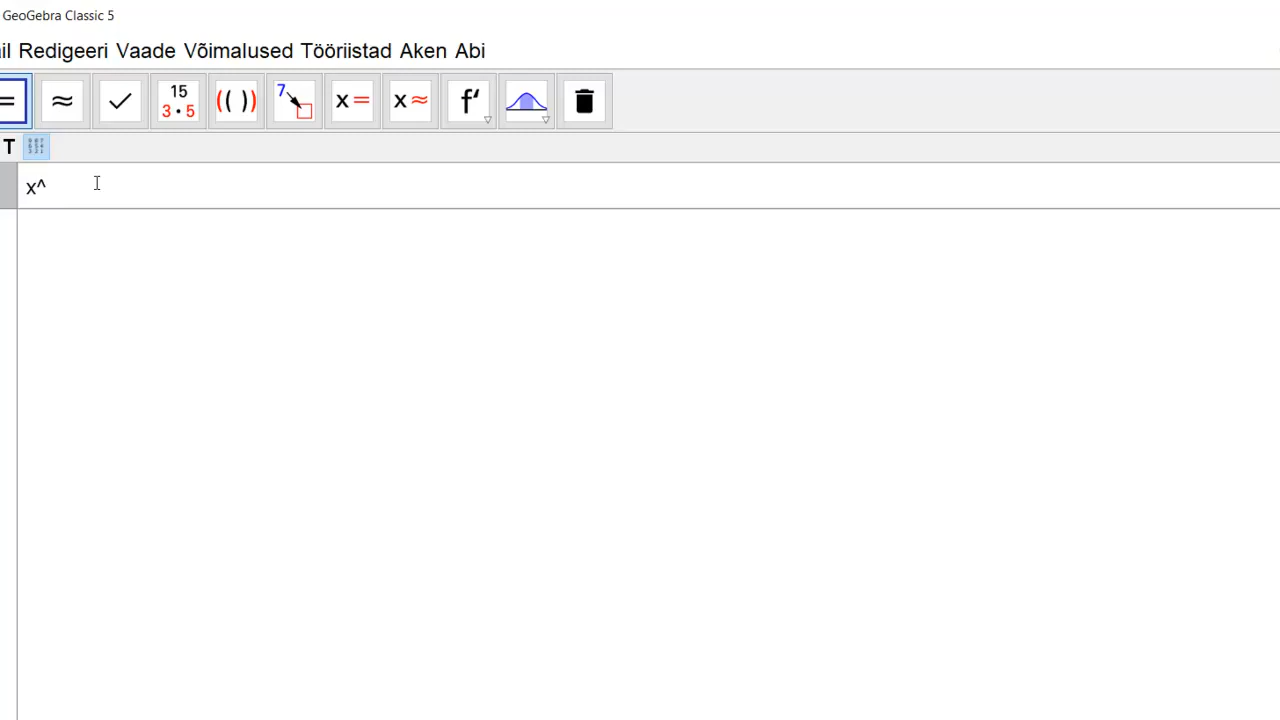 GeoGebra Classic 5
il Redigeeri Vaade Võimalused Tööriistad Aken Abi
= ≈ ✓ 15 3·5 (( )) 7 x= x≈ f′
T
x^